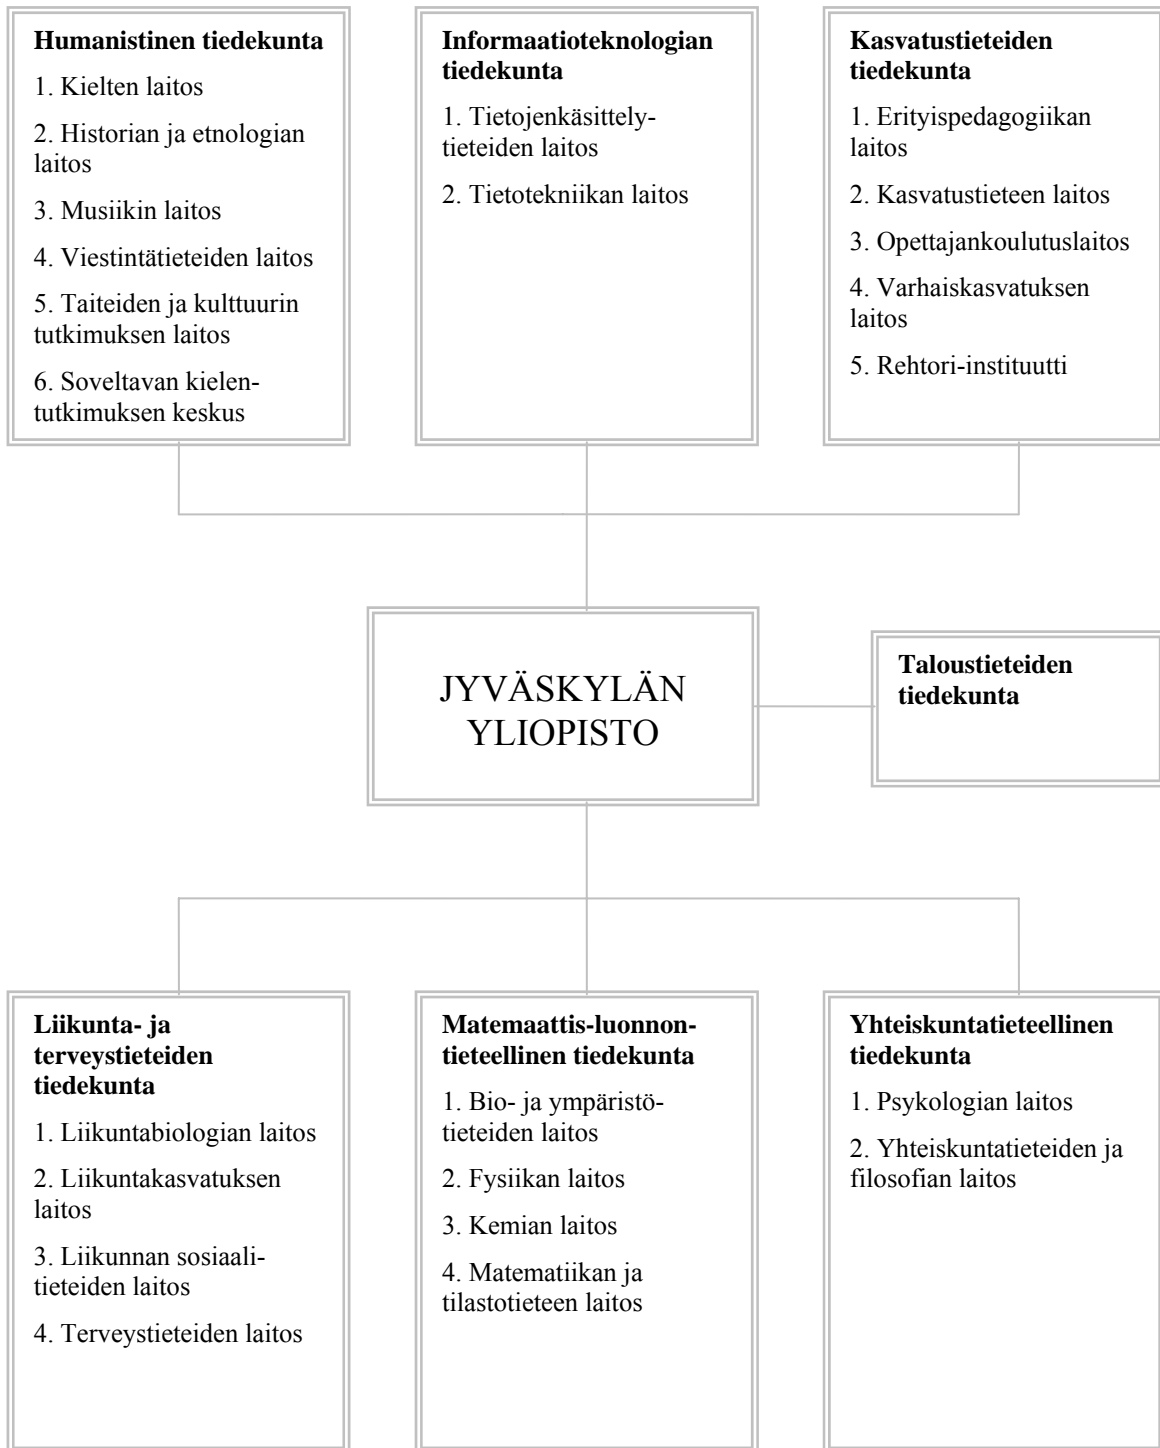 Humanistinen tiedekunta
1. Kielten laitos
2. Historian ja etnologian
laitos
3. Musiikin laitos
4. Viestintätieteiden laitos
5. Taiteiden ja kulttuurin
tutkimuksen laitos
6. Soveltavan kielen-
tutkimuksen keskus
Informaatioteknologian
tiedekunta
1. Tietojenkäsittely-
tieteiden laitos
2. Tietotekniikan laitos
Kasvatustieteiden
tiedekunta
1. Erityispedagogiikan
laitos
2. Kasvatustieteen laitos
3. Opettajankoulutuslaitos
4. Varhaiskasvatuksen
laitos
5. Rehtori-instituutti
JYVÄSKYLÄN
YLIOPISTO
Taloustieteiden
tiedekunta
Liikunta- ja
terveystieteiden
tiedekunta
1. Liikuntabiologian laitos
2. Liikuntakasvatuksen
laitos
3. Liikunnan sosiaali-
tieteiden laitos
4. Terveystieteiden laitos
Matemaattis-luonnon-
tieteellinen tiedekunta
1. Bio- ja ympäristö-
tieteiden laitos
2. Fysiikan laitos
3. Kemian laitos
4. Matematiikan ja
tilastotieteen laitos
Yhteiskuntatieteellinen
tiedekunta
1. Psykologian laitos
2. Yhteiskuntatieteiden ja
filosofian laitos